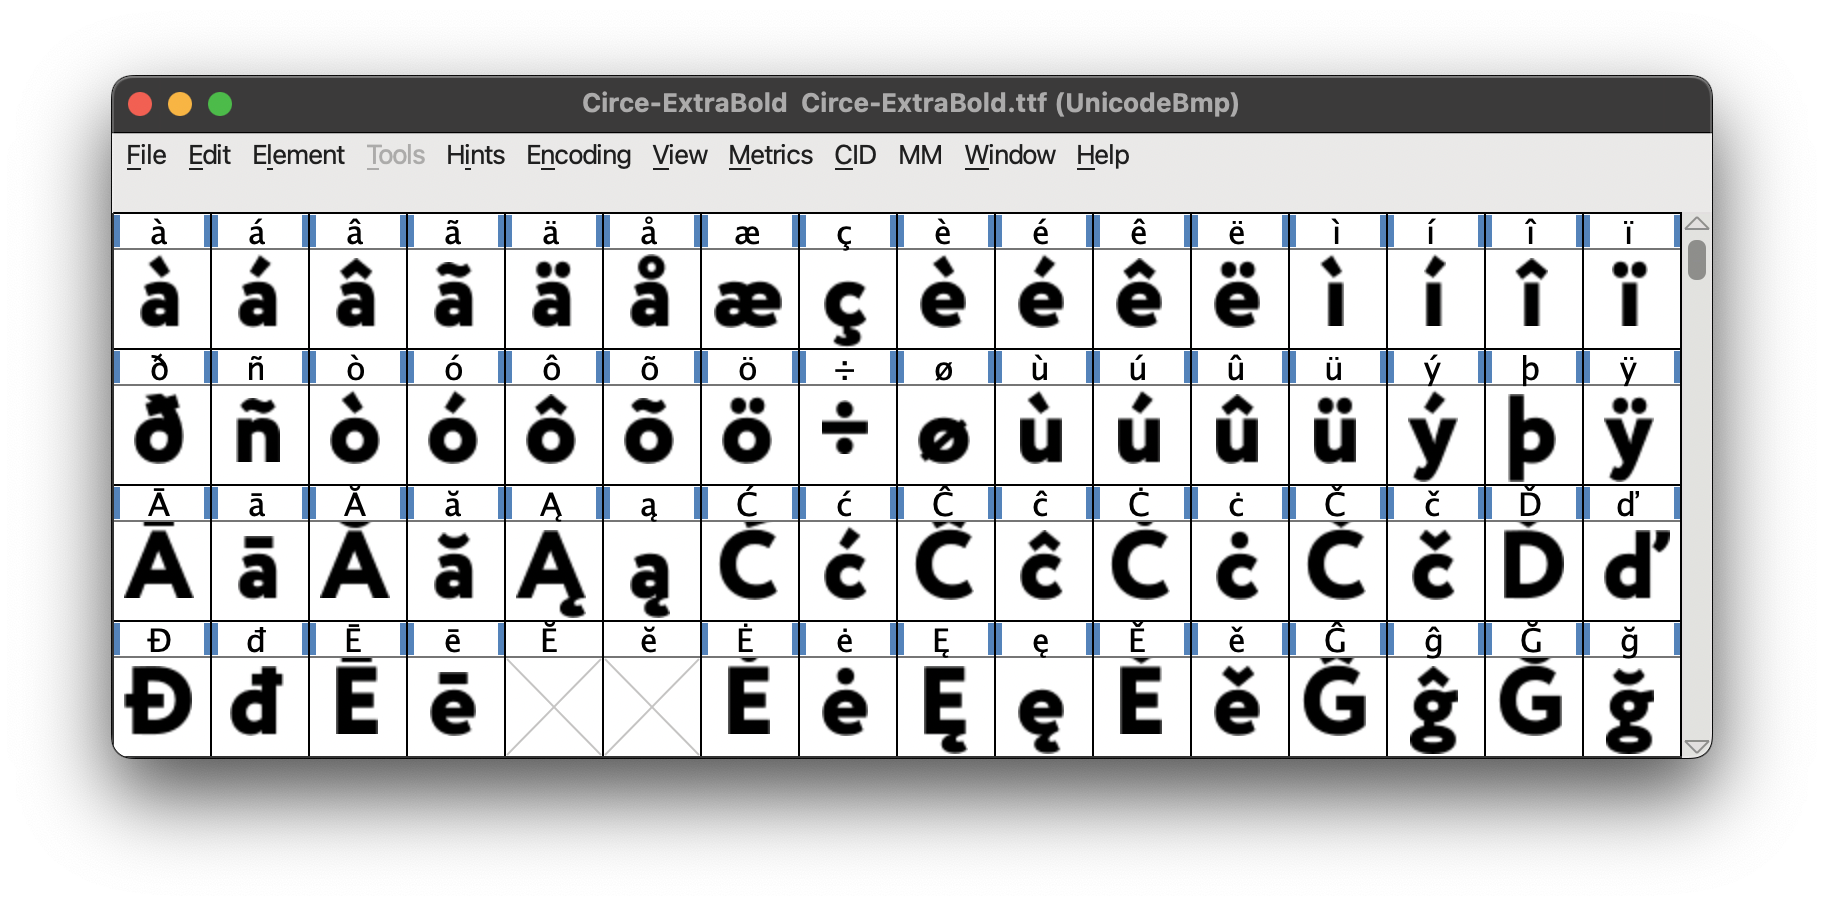 Circe-ExtraBold  Circe-ExtraBold.ttf (UnicodeBmp)
File Edit Element Tools Hints Encoding View Metrics CID MM Window Help
à á â ã ä å æ ç è é ê ë ì í î ï
à á â ã ä å æ ç è é ê ë ì í î ï
ð ñ ò ó ô õ ö ÷ ø ù ú û ü ý þ ÿ
ð ñ ò ó ô õ ö ÷ ø ù ú û ü ý þ ÿ
Ā ā Ă ă Ą ą Ć ć Ĉ ĉ Ċ ċ Č č Ď ď
Ā ā Ă ă Ą ą Ć ć Ĉ ĉ Ċ ċ Č č Ď ď
Đ đ Ē ē Ĕ ĕ Ė ė Ę ę Ě ě Ĝ ĝ Ğ ğ
Đ đ Ē ē Ė ė Ę ę Ě ě Ĝ ĝ Ğ ğ